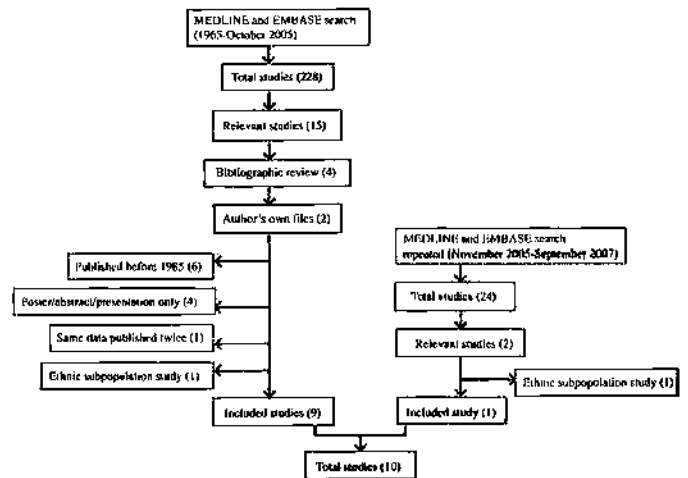 MEDLINE and EMBASE search
(1965-October 2005)
Total studies (228)
Relevant studies (15)
Bibliographic review (4)
Author's own files (2)
Published before 1985 (6)
Poster/abstract/presentation only (4)
Same data published twice (1)
Ethnic subpopulation study (1)
Included studies (9)
MEDLINE and EMBASE search
repeated (November 2005-September 2007)
Total studies (24)
Relevant studies (2)
Ethnic subpopulation study (1)
Included study (1)
Total studies (10)